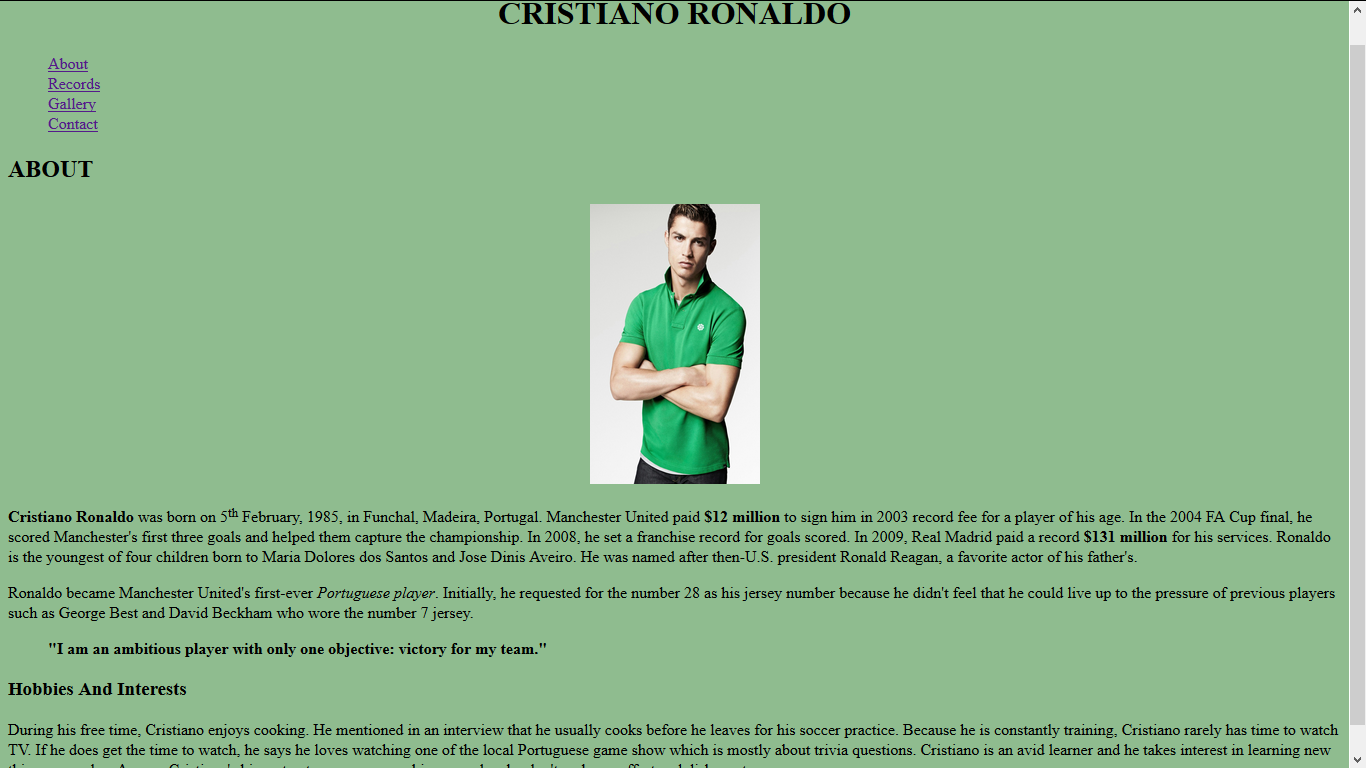 CRISTIANO RONALDO
About
Records
Gallery
Contact
ABOUT
Cristiano Ronaldo was born on 5th February, 1985, in Funchal, Madeira, Portugal. Manchester United paid $12 million to sign him in 2003 record fee for a player of his age. In the 2004 FA Cup final, he
scored Manchester's first three goals and helped them capture the championship. In 2008, he set a franchise record for goals scored. In 2009, Real Madrid paid a record $131 million for his services. Ronaldo
is the youngest of four children born to Maria Dolores dos Santos and Jose Dinis Aveiro. He was named after then-U.S. president Ronald Reagan, a favorite actor of his father's.
Ronaldo became Manchester United's first-ever Portuguese player. Initially, he requested for the number 28 as his jersey number because he didn't feel that he could live up to the pressure of previous players
such as George Best and David Beckham who wore the number 7 jersey.
"I am an ambitious player with only one objective: victory for my team."
Hobbies And Interests
During his free time, Cristiano enjoys cooking. He mentioned in an interview that he usually cooks before he leaves for his soccer practice. Because he is constantly training, Cristiano rarely has time to watch
TV. If he does get the time to watch, he says he loves watching one of the local Portuguese game show which is mostly about trivia questions. Cristiano is an avid learner and he takes interest in learning new